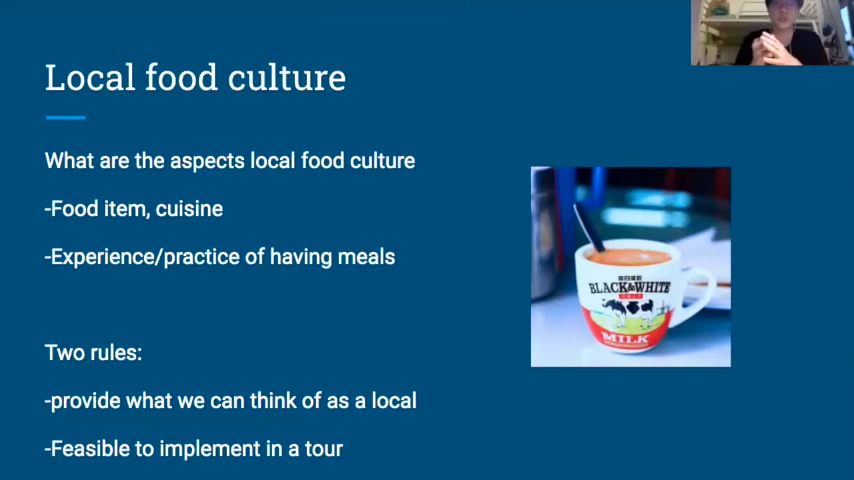 Local food culture
What are the aspects local food culture
-Food item, cuisine
-Experience/practice of having meals
Two rules:
-provide what we can think of as a local
-Feasible to implement in a tour
BLACK&WHITE
MILK